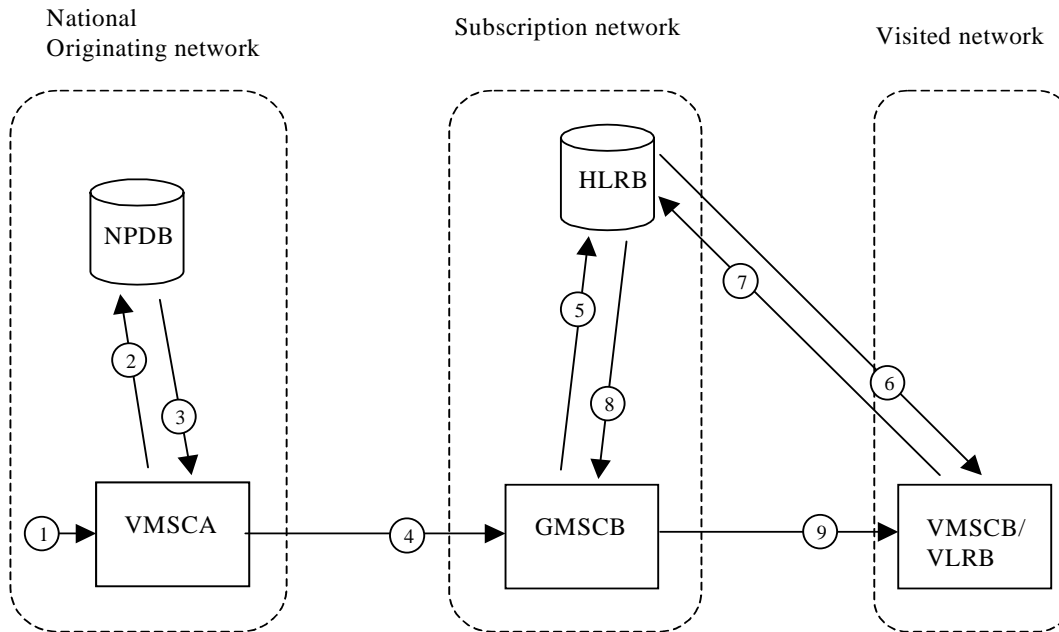 National
Originating network
Subscription network
Visited network
HLRB
NPDB
7
5
2
6
8
3
VMSCA
GMSCB
VMSCB/
VLRB
1
4
9